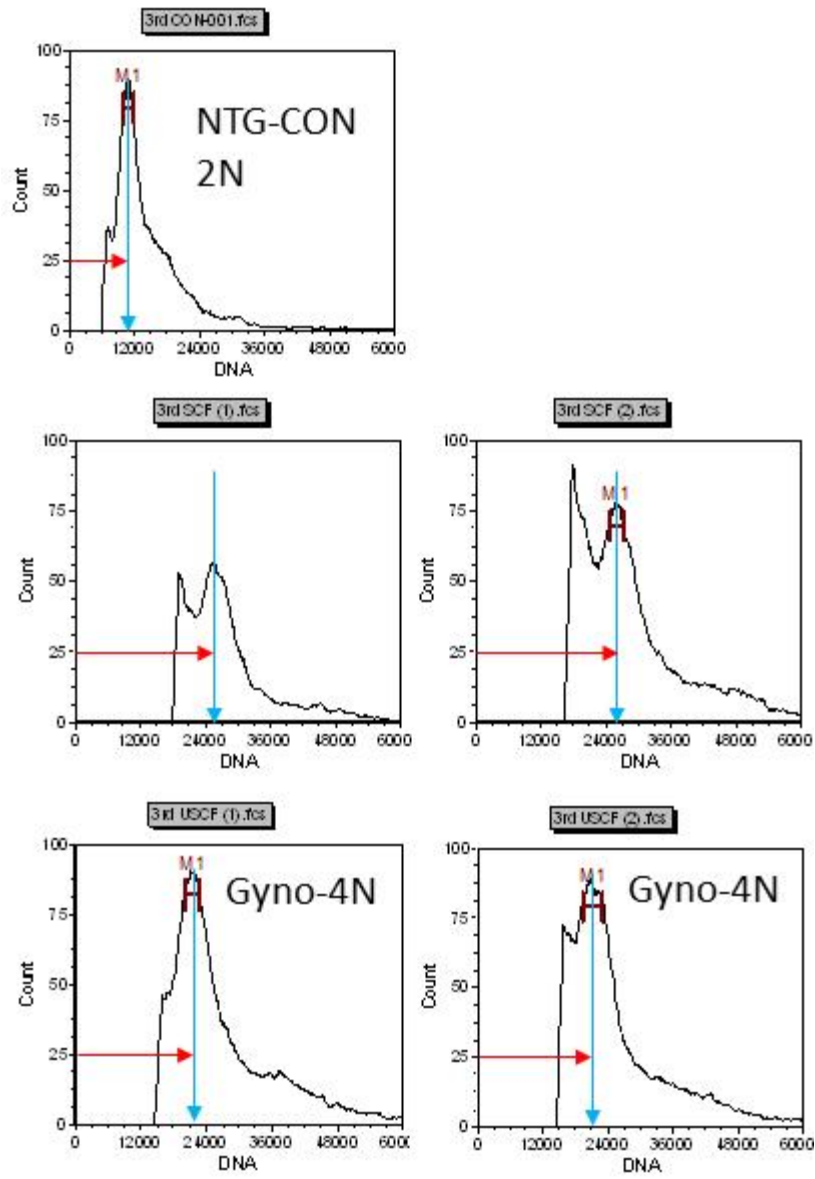 3rd CON-001.fcs
100
M1
NTG-CON
75
2N
Count
50
25
0
0 12000 24000 36000 48000 6000
DNA
3rd SCF (1).fcs
100
75
Count
50
25
0
0 12000 24000 36000 48000 6000
DNA
3rd SCF (2).fcs
100
M1
75
Count
50
25
0
0 12000 24000 36000 48000 6000
DNA
3rd USCF (1).fcs
100
M1
Gyno-4N
75
Count
50
25
0
0 12000 24000 36000 48000 6000
DNA
3rd USCF (2).fcs
100
M1
Gyno-4N
75
Count
50
25
0
0 12000 24000 36000 48000 6000
DNA